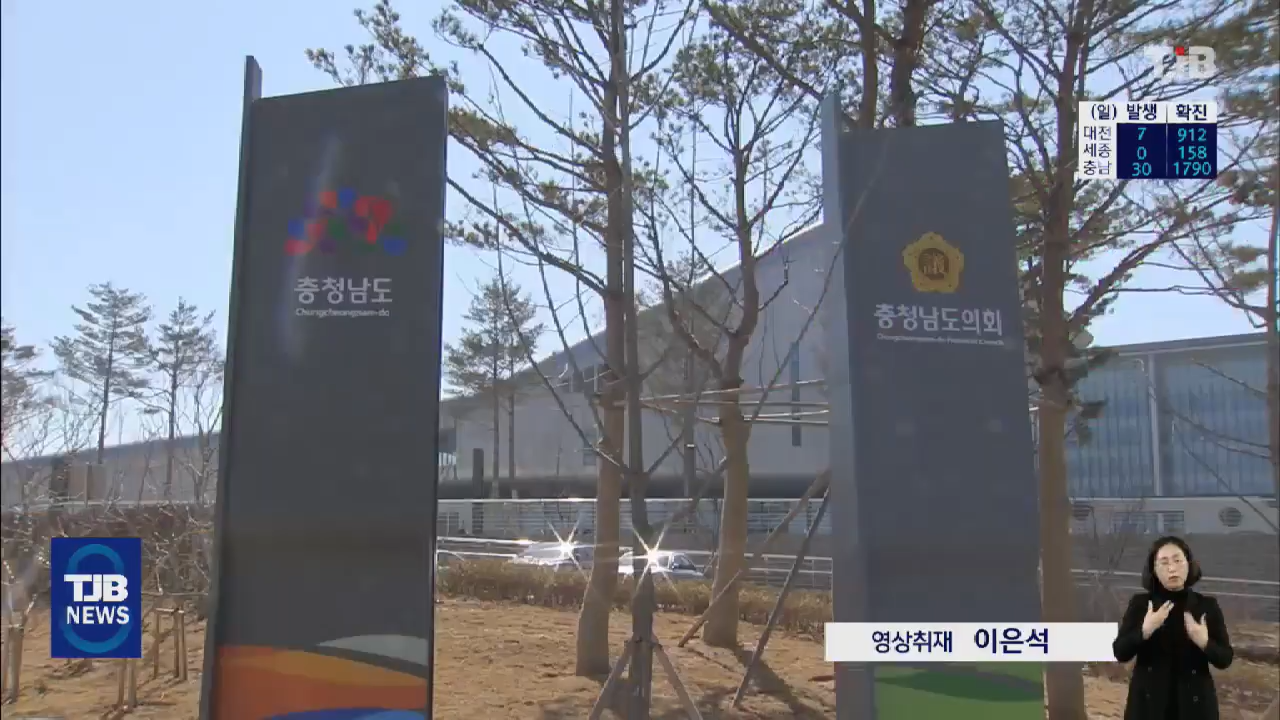 TJB
(일) 발생 확진
대전 7 912
세종 0 158
충남 30 1790
충청남도
Chungcheongnam-do
충청남도의회
TJB
NEWS
영상취재 이은석